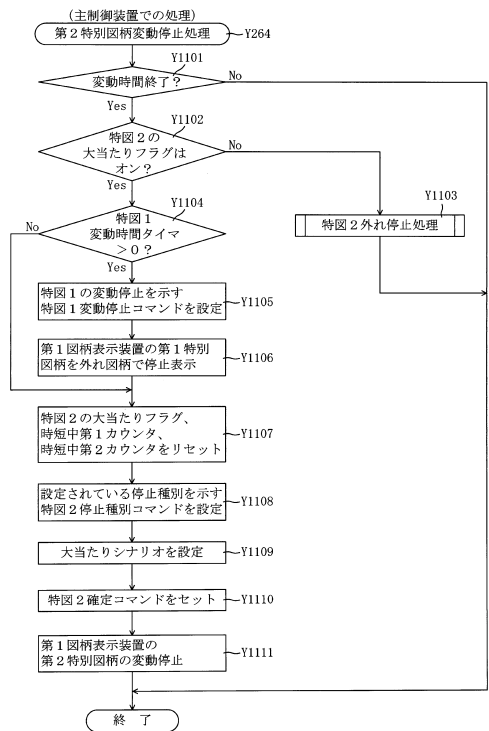 (主制御装置での処理)
第2特別図柄変動停止処理
Y264
Y1101
変動時間終了?
No
Yes
Y1102
特図2の
大当たりフラグは
オン?
No
Yes
Y1103
特図2外れ停止処理
Y1104
特図1
変動時間タイマ
>0?
No
Yes
特図1の変動停止を示す
特図1変動停止コマンドを設定
Y1105
第1図柄表示装置の第1特別
図柄を外れ図柄で停止表示
Y1106
特図2の大当たりフラグ、
時短中第1カウンタ、
時短中第2カウンタをリセット
Y1107
設定されている停止種別を示す
特図2停止種別コマンドを設定
Y1108
大当たりシナリオを設定
Y1109
特図2確定コマンドをセット
Y1110
第1図柄表示装置の
第2特別図柄の変動停止
Y1111
終 了